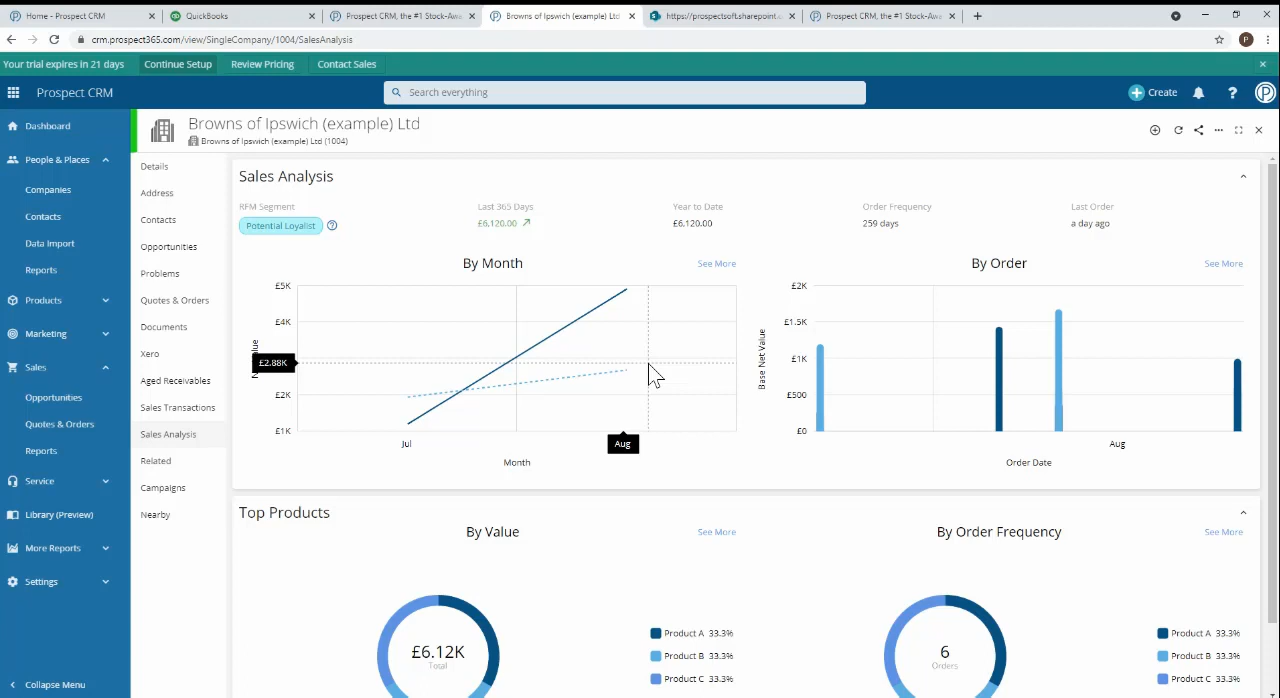 Home - Prospect CRM
QuickBooks
Prospect CRM, the #1 Stock-Awa
Browns of Ipswich (example) Ltd
https://prospectsoft.sharepoint.
Prospect CRM, the #1 Stock-Awa
crm.prospect365.com/view/SingleCompany/1004/SalesAnalysis
P
Your trial expires in 21 days
Continue Setup
Review Pricing
Contact Sales
Prospect CRM
Search everything
Create
Dashboard
People & Places
Companies
Contacts
Data Import
Reports
Products
Marketing
Sales
Opportunities
Quotes & Orders
Reports
Service
Library (Preview)
More Reports
Settings
Collapse Menu
Browns of Ipswich (example) Ltd
Browns of Ipswich (example) Ltd (1004)
Details
Address
Contacts
Opportunities
Problems
Quotes & Orders
Documents
Xero
Aged Receivables
Sales Transactions
Sales Analysis
Related
Campaigns
Nearby
Sales Analysis
RFM Segment
Potential Loyalist
Last 365 Days
£6,120.00
Year to Date
£6,120.00
Order Frequency
259 days
Last Order
a day ago
By Month
See More
£5K
£4K
£2.88K
£2K
£1K
Jul
Aug
Month
By Order
See More
Base Net Value
£2K
£1.5K
£1K
£500
£0
Aug
Order Date
Top Products
By Value
See More
£6.12K
Total
Product A 33.3%
Product B 33.3%
Product C 33.3%
By Order Frequency
See More
6
Orders
Product A 33.3%
Product B 33.3%
Product C 33.3%